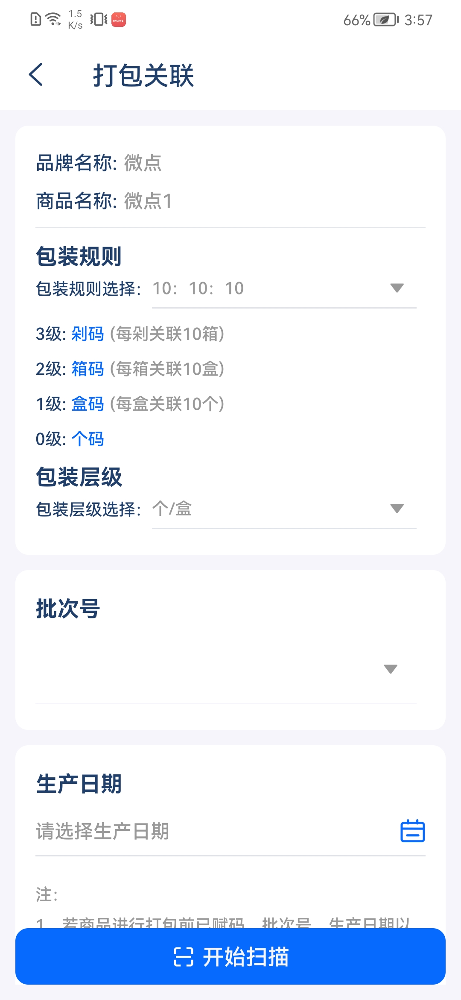 1.5
K/s
HUAWEI
66%
3:57
打包关联
品牌名称: 微点
商品名称: 微点1
包装规则
包装规则选择: 10: 10: 10
3级: 剁码 (每剁关联10箱)
2级: 箱码 (每箱关联10盒)
1级: 盒码 (每盒关联10个)
0级: 个码
包装层级
包装层级选择: 个/盒
批次号
生产日期
请选择生产日期
注:
1、若商品进行打包前已赋码，批次号、生产日期以
开始扫描